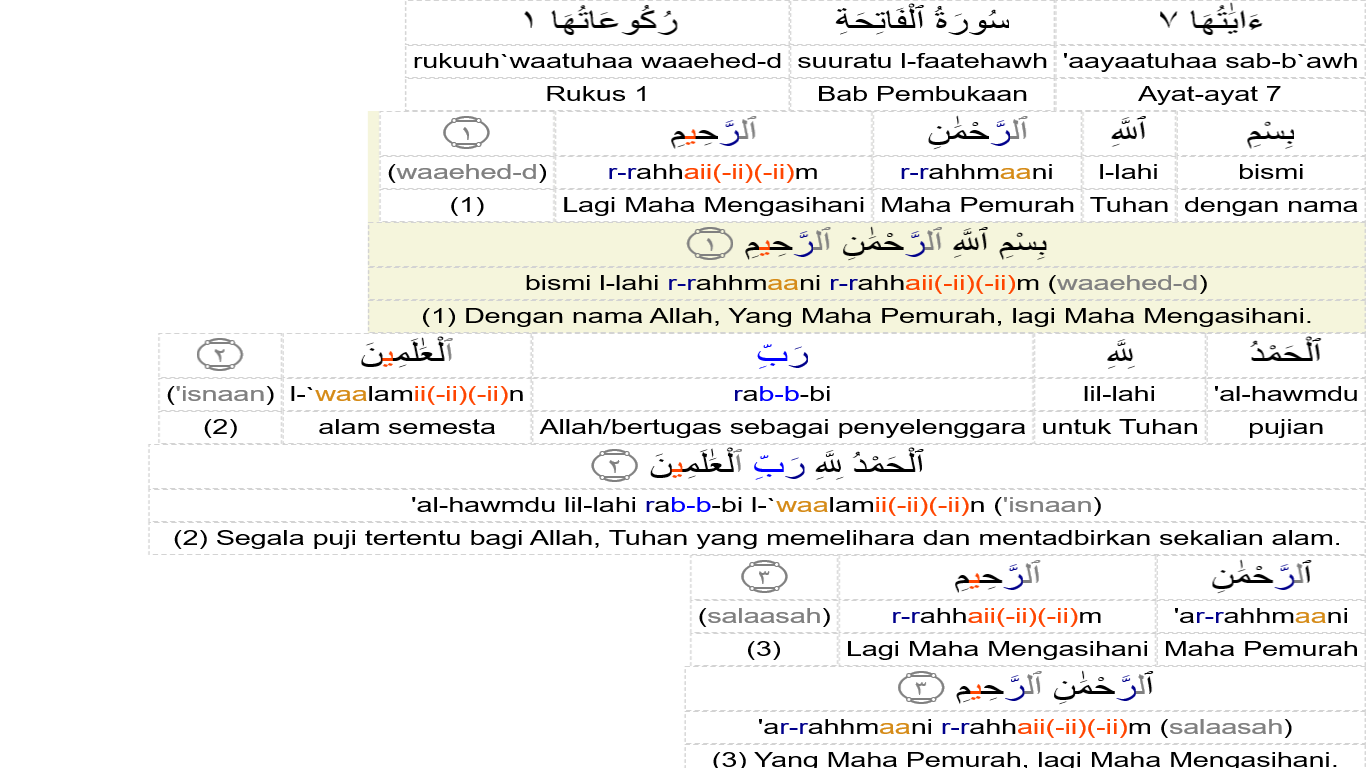 ءَايَٰتُهَا ٧ سُورَةُ ٱلْفَاتِحَةِ رُكُوعَاتُهَا ١
'aayaatuhaa sab-b`awh suuratu l-faatehawh rukuuh`waatuhaa waaehed-d
Ayat-ayat 7 Bab Pembukaan Rukus 1
بِسْمِ ٱللَّهِ ٱلرَّحْمَٰنِ ٱلرَّحِيمِ ١
bismi l-lahi r-rahhmaani r-rahhaii(-ii)(-ii)m (waaehed-d)
dengan nama Tuhan Maha Pemurah Lagi Maha Mengasihani (1)
بِسْمِ ٱللَّهِ ٱلرَّحْمَٰنِ ٱلرَّحِيمِ ١
bismi l-lahi r-rahhmaani r-rahhaii(-ii)(-ii)m (waaehed-d)
(1) Dengan nama Allah, Yang Maha Pemurah, lagi Maha Mengasihani.
ٱلْحَمْدُ لِلَّهِ رَبِّ ٱلْعَٰلَمِينَ ٢
'al-hawmdu lil-lahi rab-b-bi l-`waalamii(-ii)(-ii)n ('isnaan)
pujian untuk Tuhan Allah/bertugas sebagai penyelenggara alam semesta (2)
ٱلْحَمْدُ لِلَّهِ رَبِّ ٱلْعَٰلَمِينَ ٢
'al-hawmdu lil-lahi rab-b-bi l-`waalamii(-ii)(-ii)n ('isnaan)
(2) Segala puji tertentu bagi Allah, Tuhan yang memelihara dan mentadbirkan sekalian alam.
ٱلرَّحْمَٰنِ ٱلرَّحِيمِ ٣
'ar-rahhmaani r-rahhaii(-ii)(-ii)m (salaasah)
Maha Pemurah Lagi Maha Mengasihani (3)
ٱلرَّحْمَٰنِ ٱلرَّحِيمِ ٣
'ar-rahhmaani r-rahhaii(-ii)(-ii)m (salaasah)
(3) Yang Maha Pemurah, lagi Maha Mengasihani.